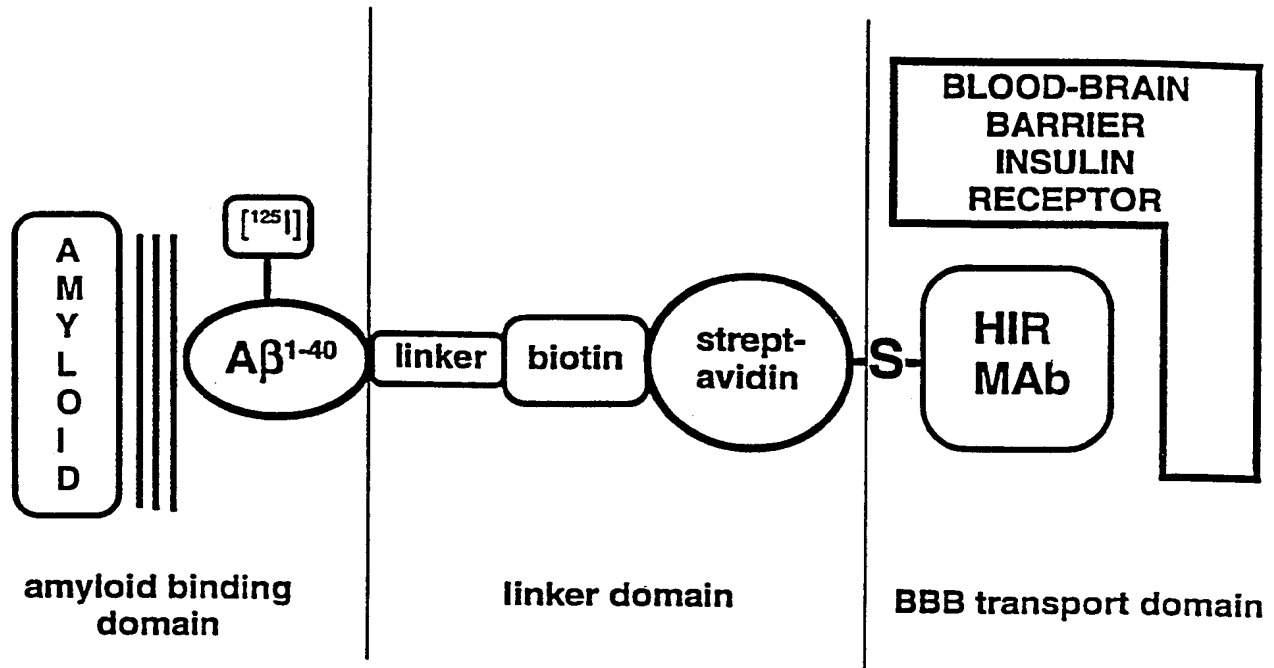 A
M
Y
L
O
I
D
[¹²⁵I]
Aβ¹⁻⁴⁰
linker
biotin
strept-
avidin
S
HIR
MAb
BLOOD-BRAIN
BARRIER
INSULIN
RECEPTOR
amyloid binding
domain
linker domain
BBB transport domain